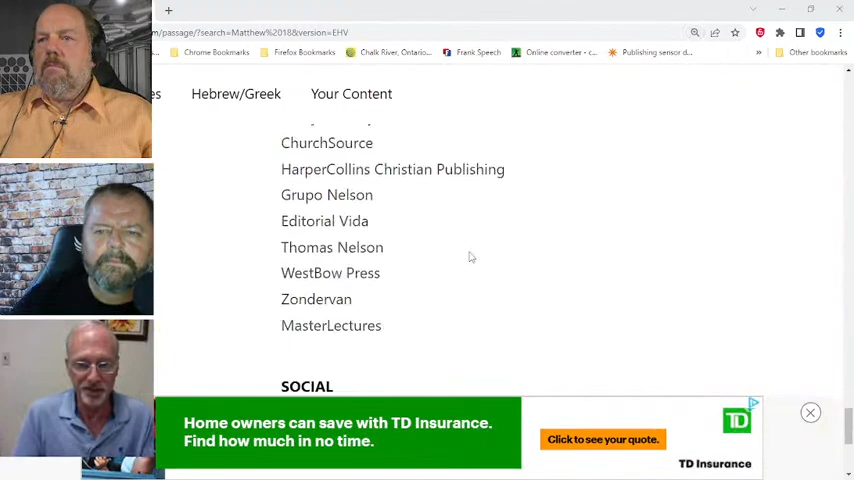 m/passage/?search=Matthew%2018&version=EHV
Chrome Bookmarks
Firefox Bookmarks
Chalk River, Ontario...
Frank Speech
Online converter - c...
Publishing sensor d...
Other bookmarks
es
Hebrew/Greek
Your Content
ChurchSource
HarperCollins Christian Publishing
Grupo Nelson
Editorial Vida
Thomas Nelson
WestBow Press
Zondervan
MasterLectures
SOCIAL
Home owners can save with TD Insurance.
Find how much in no time.
Click to see your quote.
TD
TD Insurance